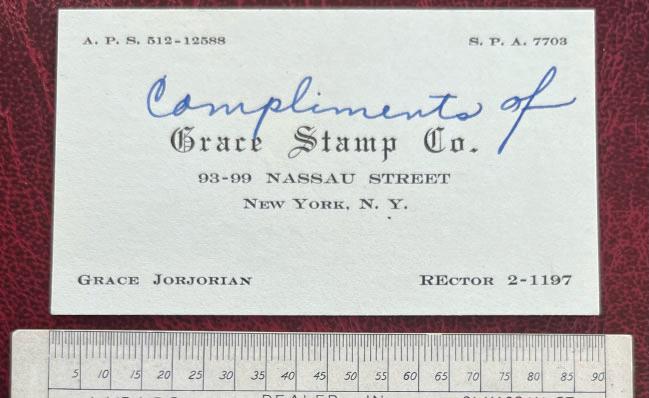 A. P. S. 512-12588
S. P. A. 7703
Compliments of
Grace Stamp Co.
93-99 NASSAU STREET
NEW YORK, N. Y.
GRACE JORJORIAN
RECTOR 2-1197
5 10 15 20 25 30 35 40 45 50 55 60 65 70 75 80 85 90
DEALER IN